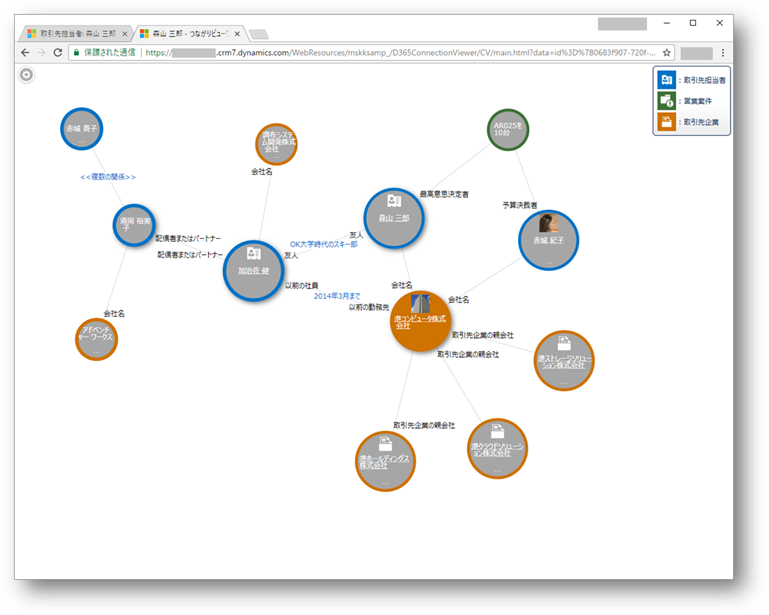 取引先担当者: 森山 三郎
森山 三郎 - つながりビュー
保護された通信
https://
.crm7.dynamics.com/WebResources/mskksamp_/D365ConnectionViewer/CV/main.html?data=id%3D%7B0683f907-720f-...
: 取引先担当者
: 営業案件
: 取引先企業
赤城 貴子
...
調布システ
ム開発株式
会社
...
AR025を
10台
<<複数の関係>>
会社名
最高意思決定者
森山 三郎
予算決裁者
裕美
子
配偶者またはパートナー
友人
赤城 紀子
...
OK大学時代のスキー部
配偶者またはパートナー
友人
加治佐 健
以前の社員
会社名
2014年3月まで
会社名
以前の勤務先
会社名
港コンピュータ株式
会社
アドベンチ
ャー ワークス
...
取引先企業の親会社
取引先企業の親会社
港ストレージソリュー
ション株式会社
...
取引先企業の親会社
港クラウドソリューシ
ョン株式会社
...
港ホールディングス
株式会社
...